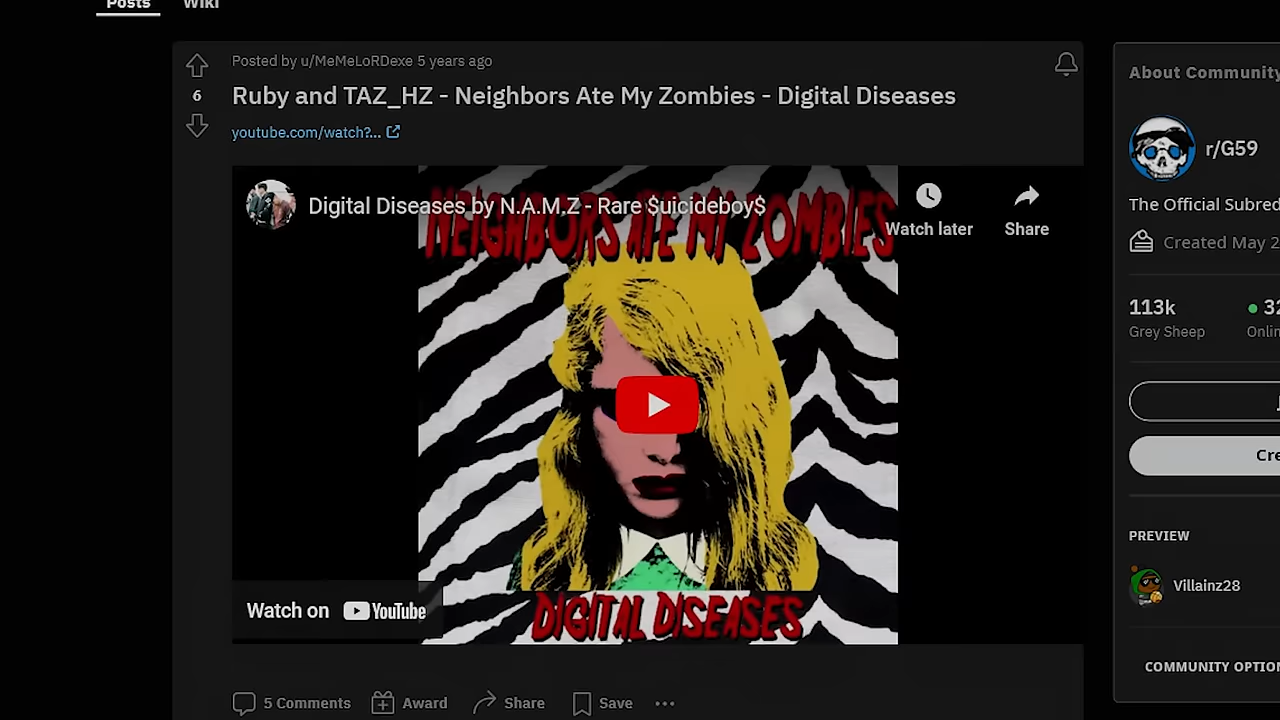 Posts Wiki
Posted by u/MeMeLoRDexe 5 years ago
6
Ruby and TAZ_HZ - Neighbors Ate My Zombies - Digital Diseases
youtube.com/watch?...
Digital Diseases by N.A.M.Z - Rare $uicideboy$
Watch later
Share
NEIGHBORS ATE MY ZOMBIES
DIGITAL DISEASES
Watch on YouTube
5 Comments Award Share Save
About Community
r/G59
The Official Subred
Created May 2
113k
Grey Sheep
32
Onlin
Cre
PREVIEW
Villainz28
COMMUNITY OPTION